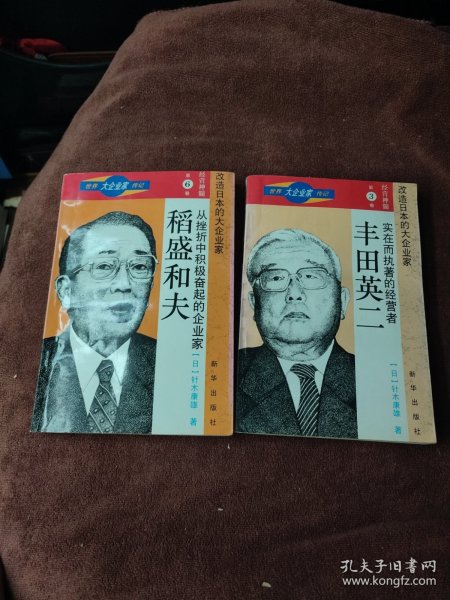 世界 大企业家 传记
第6卷
经营神髓
改造日本的大企业家
从挫折中积极奋起的企业家
稻盛和夫
[日]针木康雄 著
新华出版社
世界 大企业家 传记
第3卷
经营神髓
改造日本的大企业家
实在而执著的经营者
丰田英二
[日]针木康雄 著
新华出版社
孔夫子旧书网
www.kongfz.com